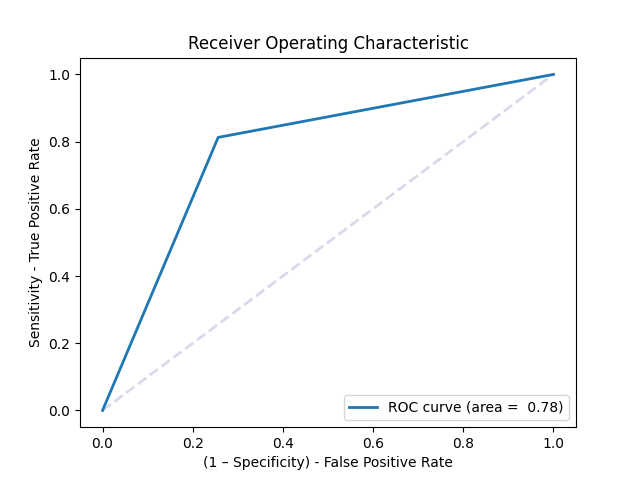 Receiver Operating Characteristic
1.0
0.8
0.6
0.4
0.2
0.0
Sensitivity - True Positive Rate
ROC curve (area =  0.78)
0.0 0.2 0.4 0.6 0.8 1.0
(1 – Specificity) - False Positive Rate